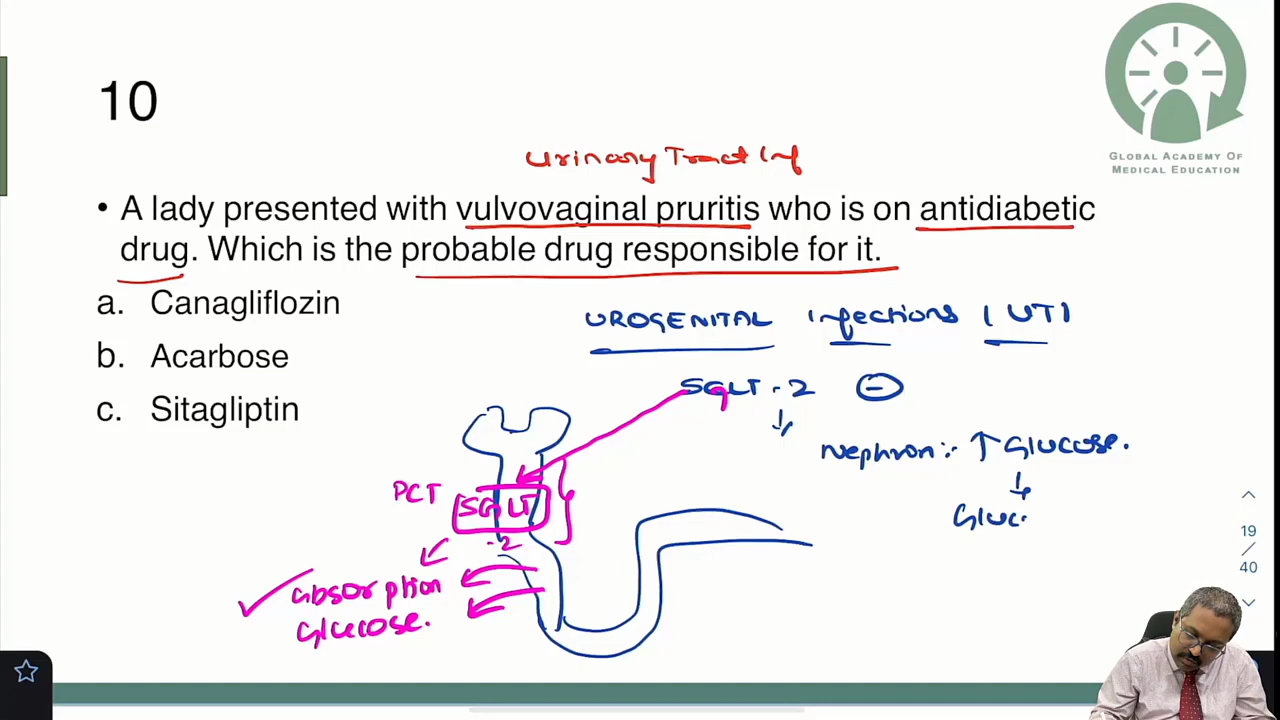 10
GLOBAL ACADEMY OF
MEDICAL EDUCATION
Urinary Tract Inf
• A lady presented with vulvovaginal pruritis who is on antidiabetic
drug. Which is the probable drug responsible for it.
a. Canagliflozin
b. Acarbose
c. Sitagliptin
UROGENITAL Infections (UTI)
SGLT-2 ⊖
Nephron:- ↑ Glucose.
PCT
SGLT
-2
Gluc
absorption
Glucose.
19
/
40